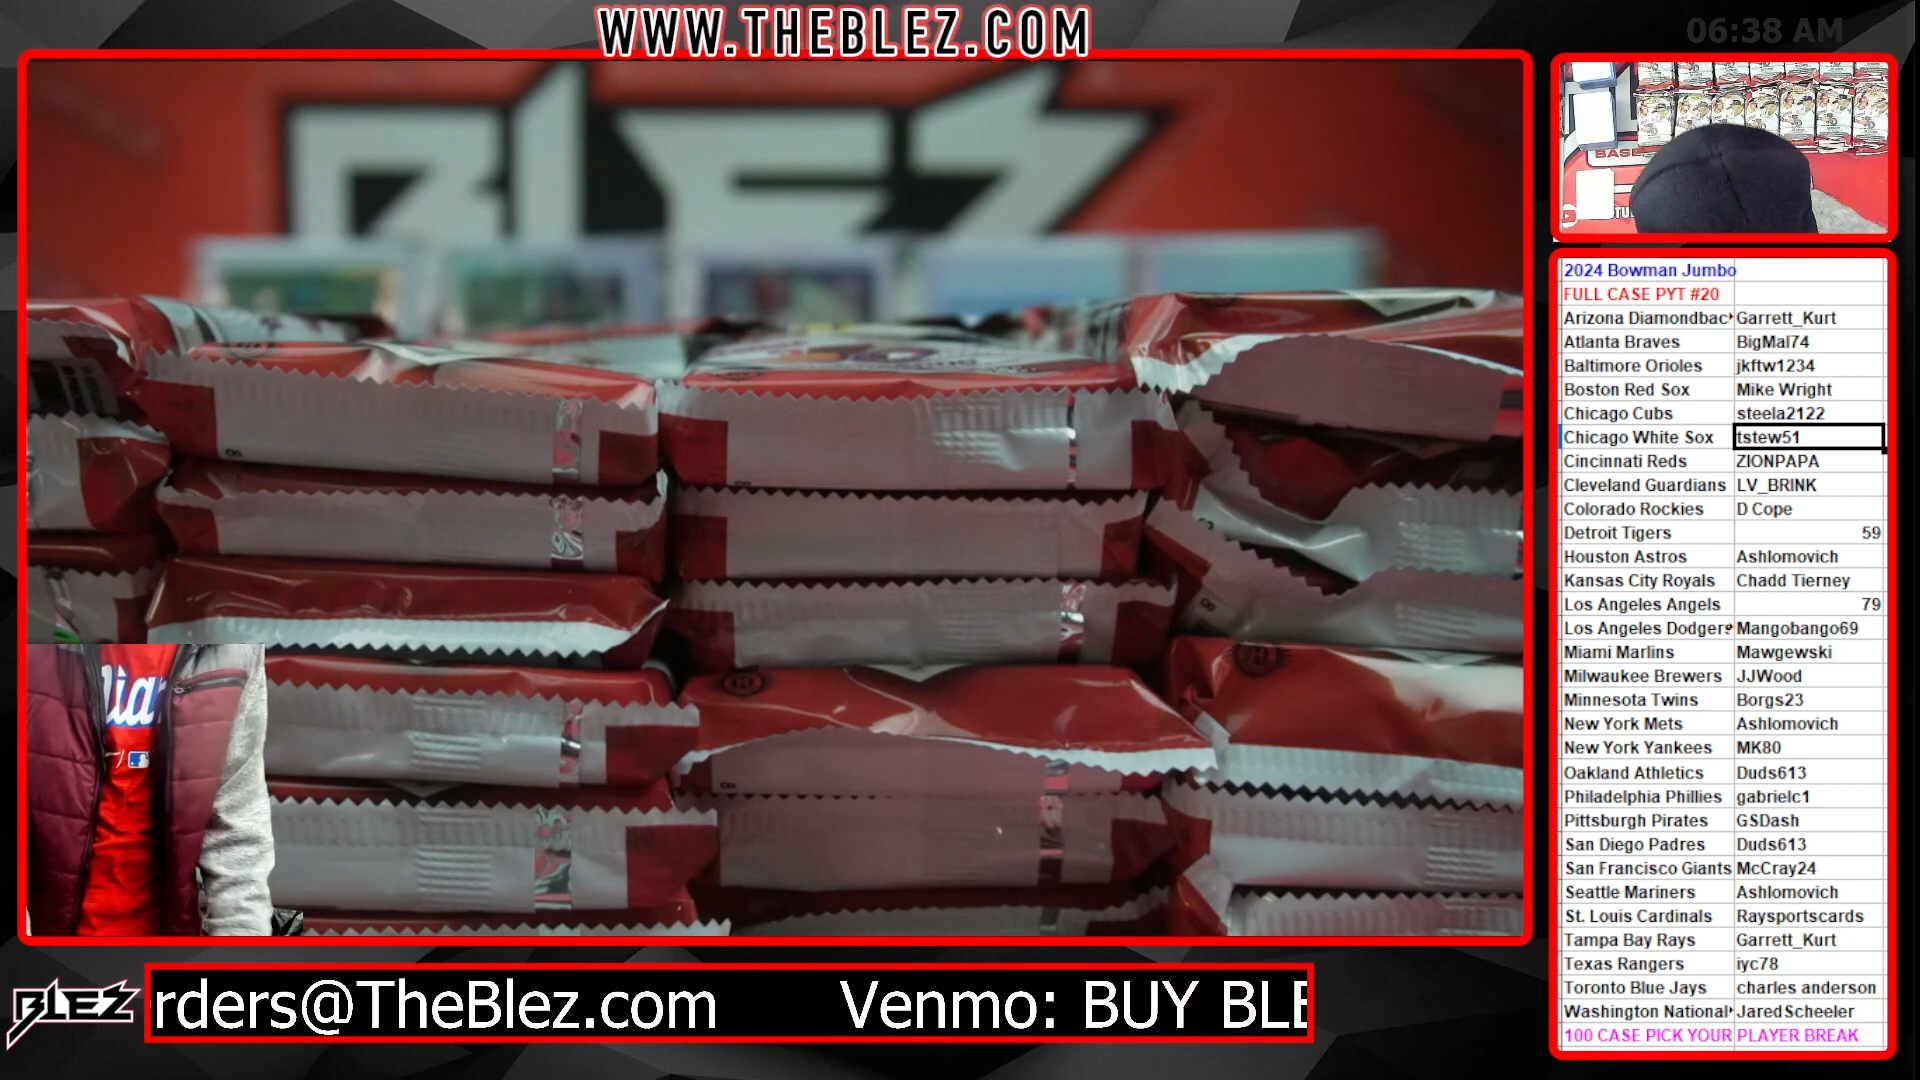 WWW.THEBLEZ.COM
06:38 AM
BLEZ
BASE
2024 Bowman Jumbo
FULL CASE PYT #20
Arizona Diamondbac Garrett_Kurt
Atlanta Braves BigMal74
Baltimore Orioles jkftw1234
Boston Red Sox Mike Wright
Chicago Cubs steela2122
Chicago White Sox tstew51
Cincinnati Reds ZIONPAPA
Cleveland Guardians LV_BRINK
Colorado Rockies D Cope
Detroit Tigers 59
Houston Astros Ashlomovich
Kansas City Royals Chadd Tierney
Los Angeles Angels 79
Los Angeles Dodgers Mangobango69
Miami Marlins Mawgewski
Milwaukee Brewers JJWood
Minnesota Twins Borgs23
New York Mets Ashlomovich
New York Yankees MK80
Oakland Athletics Duds613
Philadelphia Phillies gabrielc1
Pittsburgh Pirates GSDash
San Diego Padres Duds613
San Francisco Giants McCray24
Seattle Mariners Ashlomovich
St. Louis Cardinals Raysportscards
Tampa Bay Rays Garrett_Kurt
Texas Rangers iyc78
Toronto Blue Jays charles anderson
Washington National JaredScheeler
100 CASE PICK YOUR PLAYER BREAK
BLEZ
rders@TheBlez.com Venmo: BUY BLE